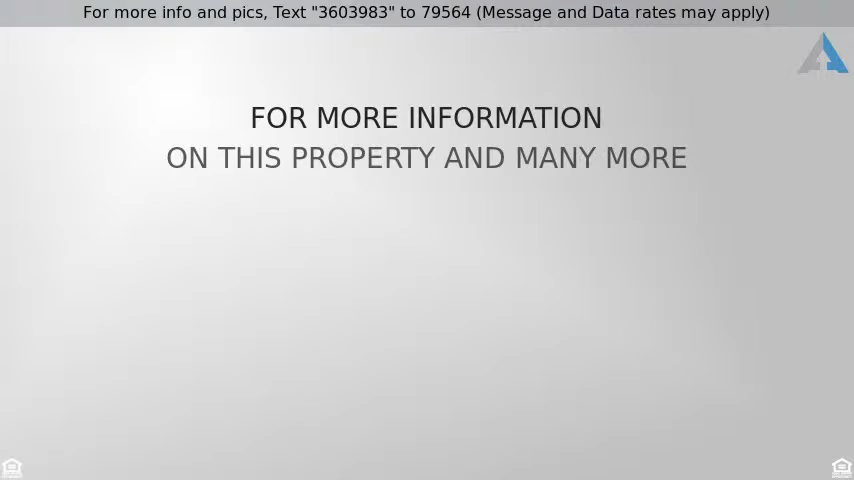 For more info and pics, Text "3603983" to 79564 (Message and Data rates may apply)
FOR MORE INFORMATION
ON THIS PROPERTY AND MANY MORE